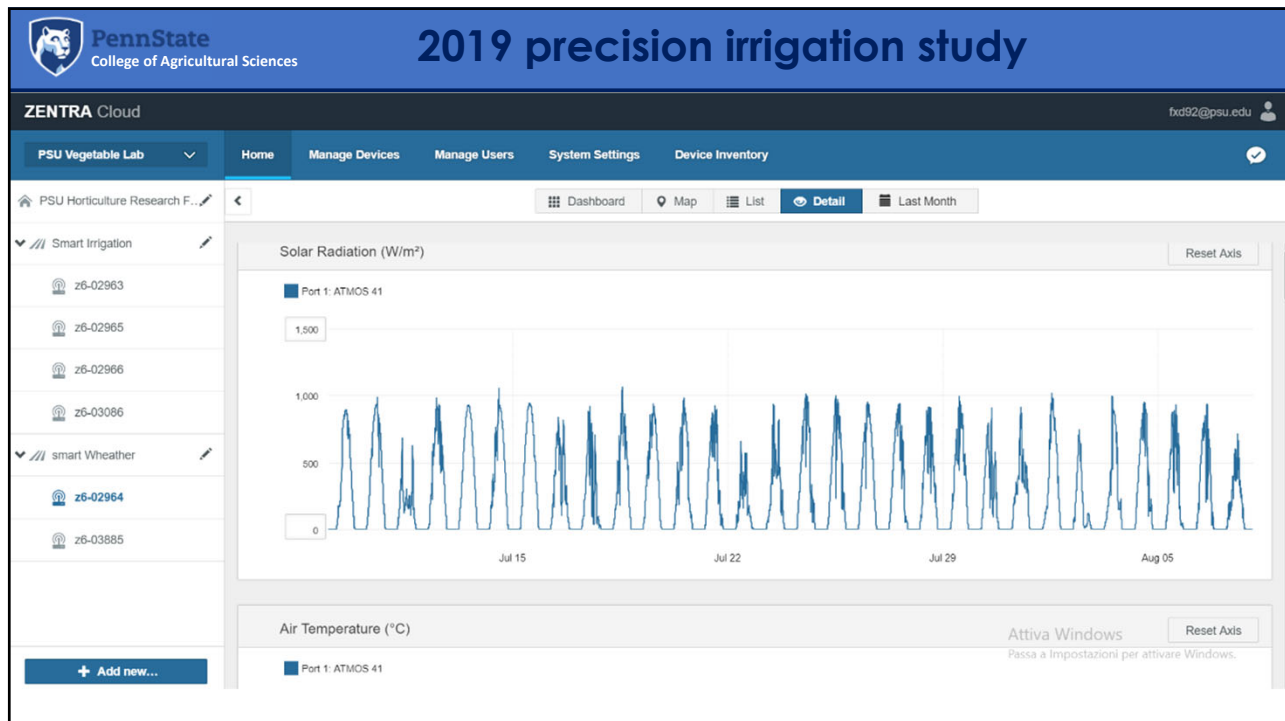 PennState
College of Agricultural Sciences
2019 precision irrigation study
ZENTRA Cloud
fxd92@psu.edu
PSU Vegetable Lab
Home Manage Devices Manage Users System Settings Device Inventory
PSU Horticulture Research F...
Dashboard Map List Detail Last Month
Smart Irrigation
z6-02963
z6-02965
z6-02966
z6-03086
smart Wheather
z6-02964
z6-03885
+ Add new...
Solar Radiation (W/m²)
Reset Axis
Port 1: ATMOS 41
1,500
1,000
500
0
Jul 15 Jul 22 Jul 29 Aug 05
Air Temperature (°C)
Reset Axis
Port 1: ATMOS 41
Attiva Windows
Passa a Impostazioni per attivare Windows.